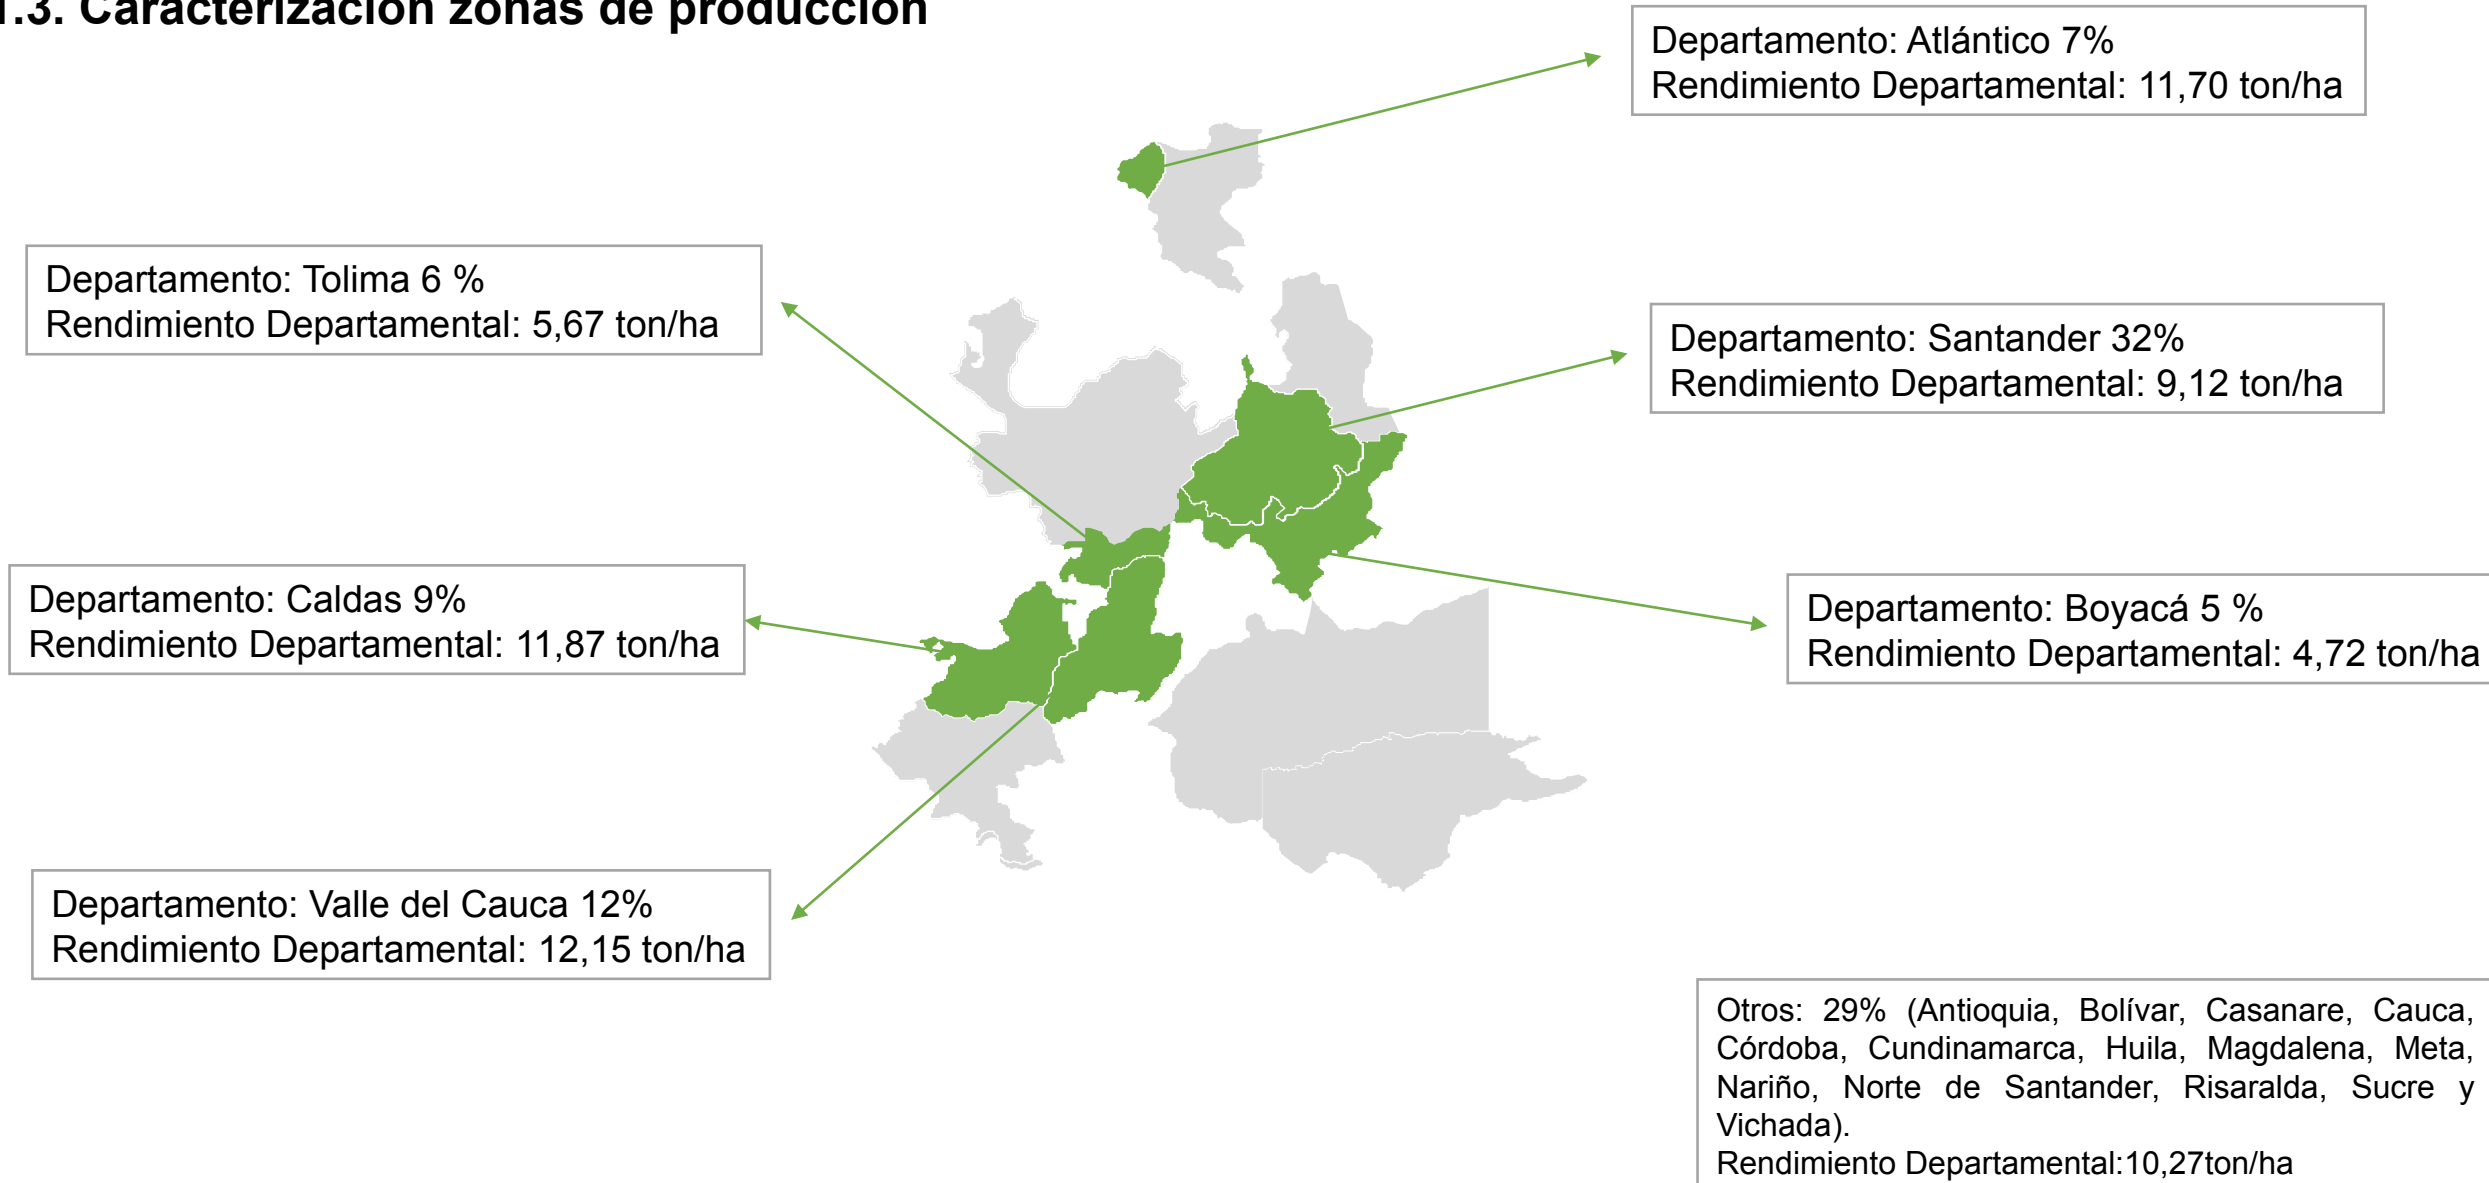 1.3. Caracterización zonas de producción
Departamento: Atlántico 7%
Rendimiento Departamental: 11,70 ton/ha
Departamento: Tolima 6 %
Rendimiento Departamental: 5,67 ton/ha
Departamento: Santander 32%
Rendimiento Departamental: 9,12 ton/ha
Departamento: Caldas 9%
Rendimiento Departamental: 11,87 ton/ha
Departamento: Boyacá 5 %
Rendimiento Departamental: 4,72 ton/ha
Departamento: Valle del Cauca 12%
Rendimiento Departamental: 12,15 ton/ha
Otros: 29% (Antioquia, Bolívar, Casanare, Cauca,
Córdoba, Cundinamarca, Huila, Magdalena, Meta,
Nariño, Norte de Santander, Risaralda, Sucre y
Vichada).
Rendimiento Departamental:10,27ton/ha